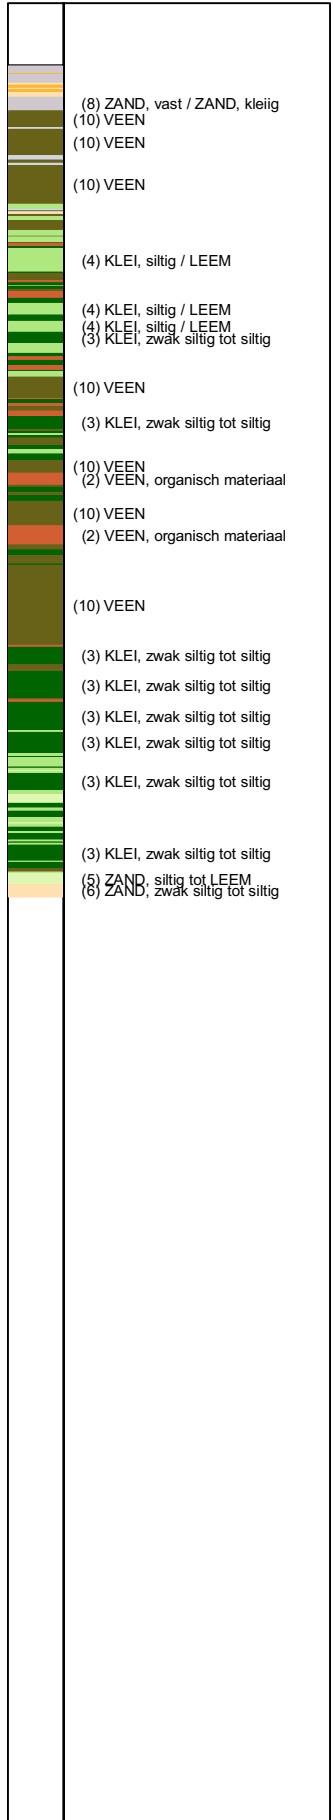 (8) ZAND, vast / ZAND, kleiig
(10) VEEN
(10) VEEN
(10) VEEN
(4) KLEI, siltig / LEEM
(4) KLEI, siltig / LEEM
(4) KLEI, siltig / LEEM
(3) KLEI, zwak siltig tot siltig
(10) VEEN
(3) KLEI, zwak siltig tot siltig
(10) VEEN
(2) VEEN, organisch materiaal
(10) VEEN
(2) VEEN, organisch materiaal
(10) VEEN
(3) KLEI, zwak siltig tot siltig
(3) KLEI, zwak siltig tot siltig
(3) KLEI, zwak siltig tot siltig
(3) KLEI, zwak siltig tot siltig
(3) KLEI, zwak siltig tot siltig
(3) KLEI, zwak siltig tot siltig
(5) ZAND, siltig tot LEEM
(6) ZAND, zwak siltig tot siltig